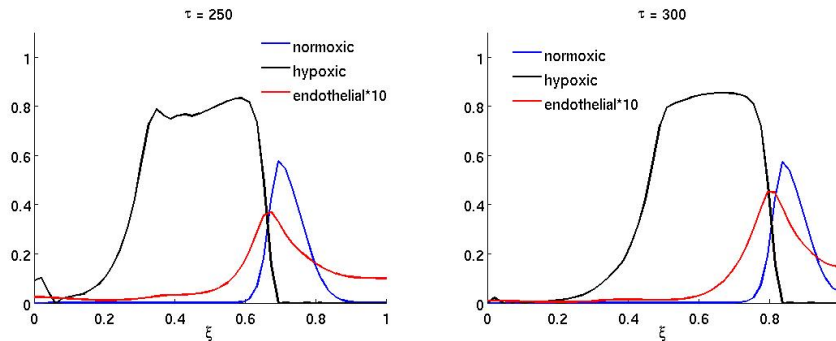 τ = 250
normoxic
hypoxic
endothelial*10
1
0.8
0.6
0.4
0.2
0
0 0.2 0.4 0.6 0.8 1
ξ
τ = 300
normoxic
hypoxic
endothelial*10
1
0.8
0.6
0.4
0.2
0
0 0.2 0.4 0.6 0.8
ξ